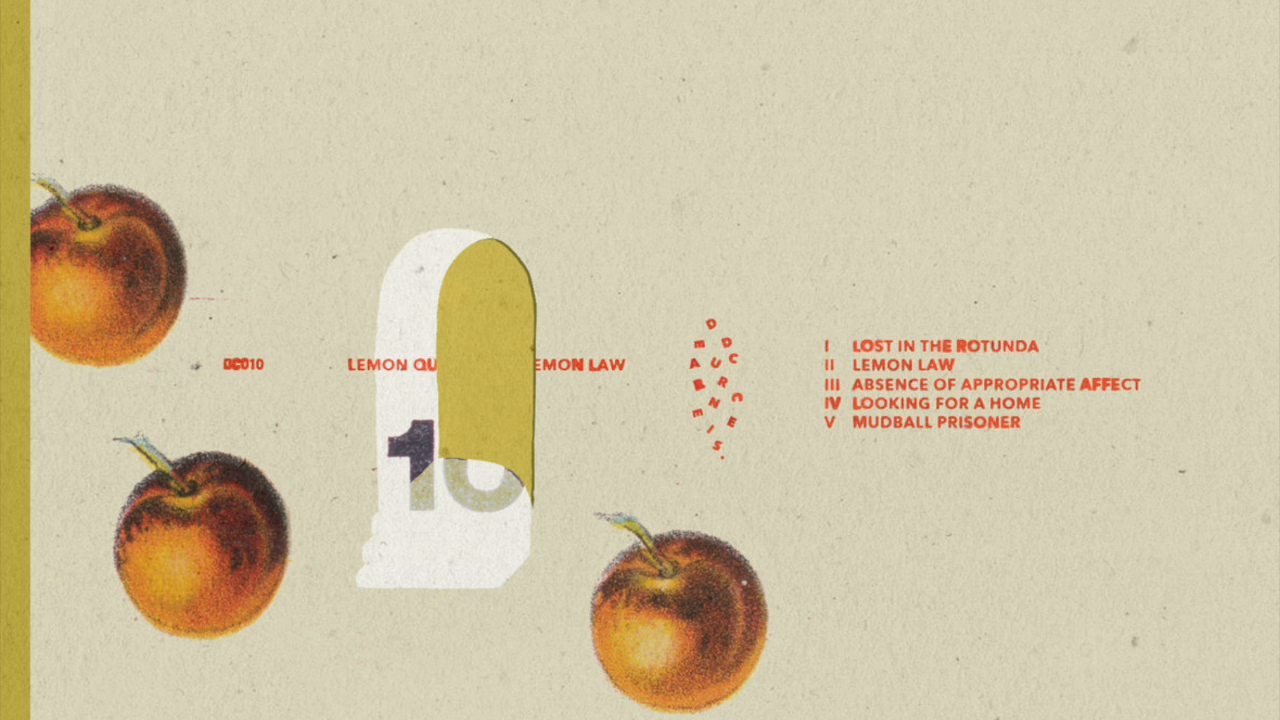 DC010
LEMON QU EMON LAW
10
I LOST IN THE ROTUNDA
II LEMON LAW
III ABSENCE OF APPROPRIATE AFFECT
IV LOOKING FOR A HOME
V MUDBALL PRISONER